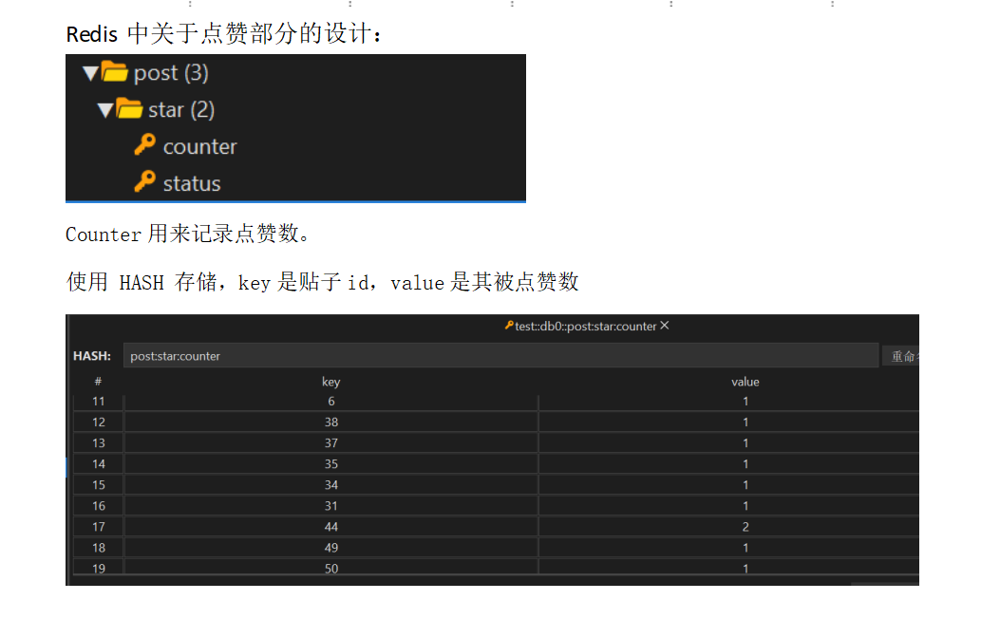 Redis 中关于点赞部分的设计：
post (3)
star (2)
counter
status
Counter 用来记录点赞数。
使用 HASH 存储，key 是贴子 id，value 是其被点赞数
test::db0::post:star:counter
HASH: post:star:counter 重命
# key value
11 6 1
12 38 1
13 37 1
14 35 1
15 34 1
16 31 1
17 44 2
18 49 1
19 50 1